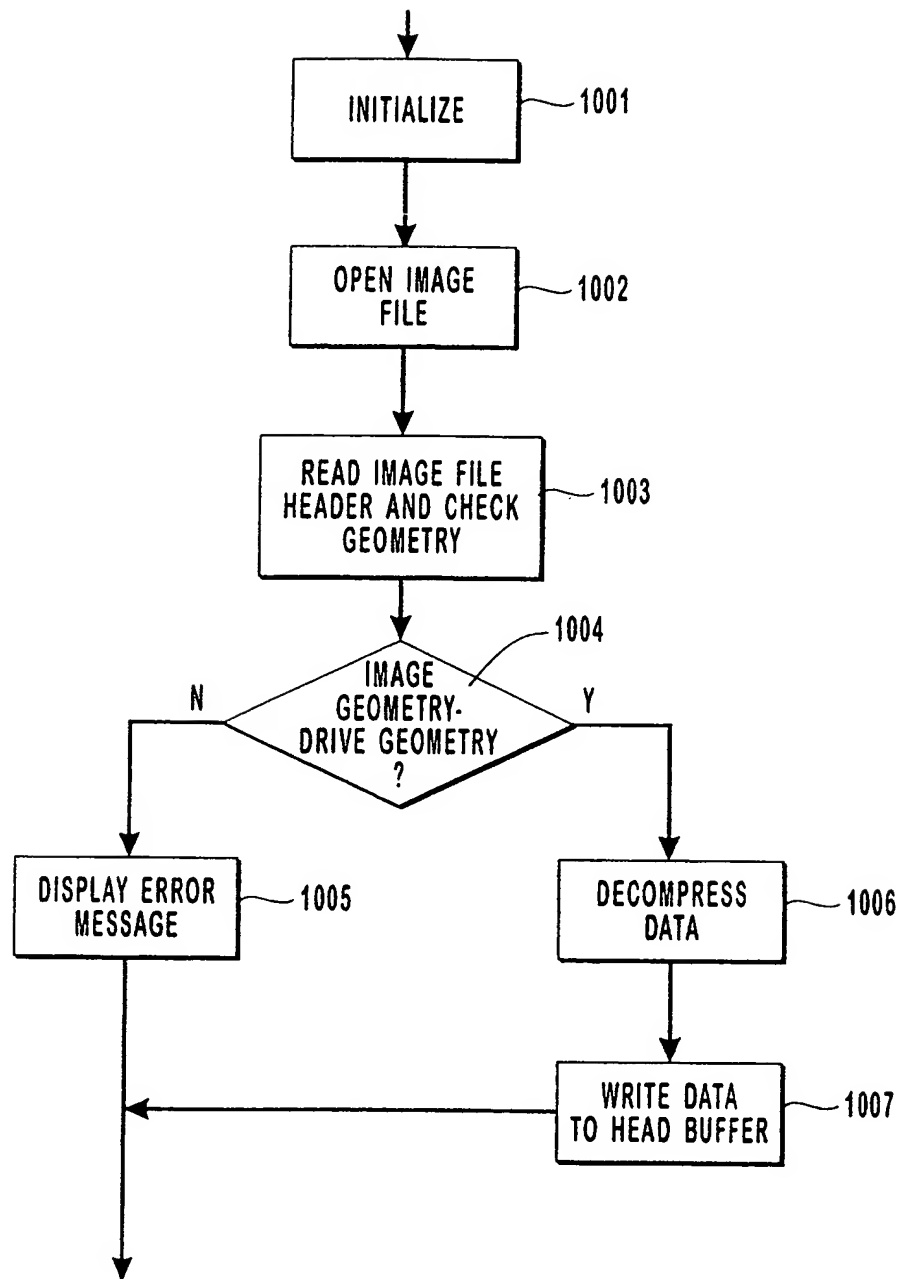 INITIALIZE
1001
OPEN IMAGE
FILE
1002
READ IMAGE FILE
HEADER AND CHECK
GEOMETRY
1003
1004
IMAGE
GEOMETRY-
DRIVE GEOMETRY
?
N
Y
DISPLAY ERROR
MESSAGE
1005
DECOMPRESS
DATA
1006
WRITE DATA
TO HEAD BUFFER
1007